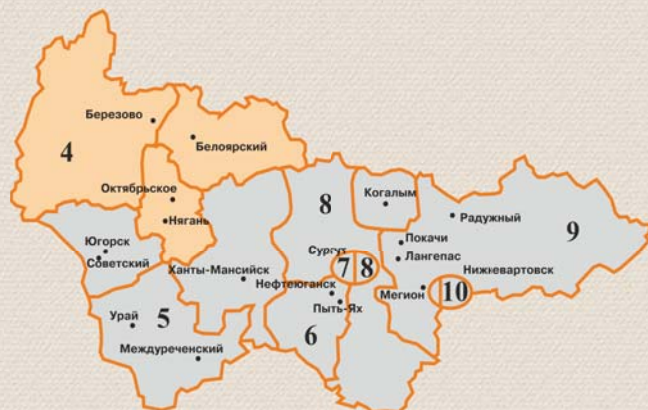 Березово
4
Белоярский
Октябрьское
Нягань
8
Когалым
Радужный
9
Покачи
Югорск
Советский
Сургут
7 8
Лангепас
Ханты-Мансийск
Нефтеюганск
Нижневартовск
Мегион
10
Пыть-Ях
Урай
5
6
Междуреченский